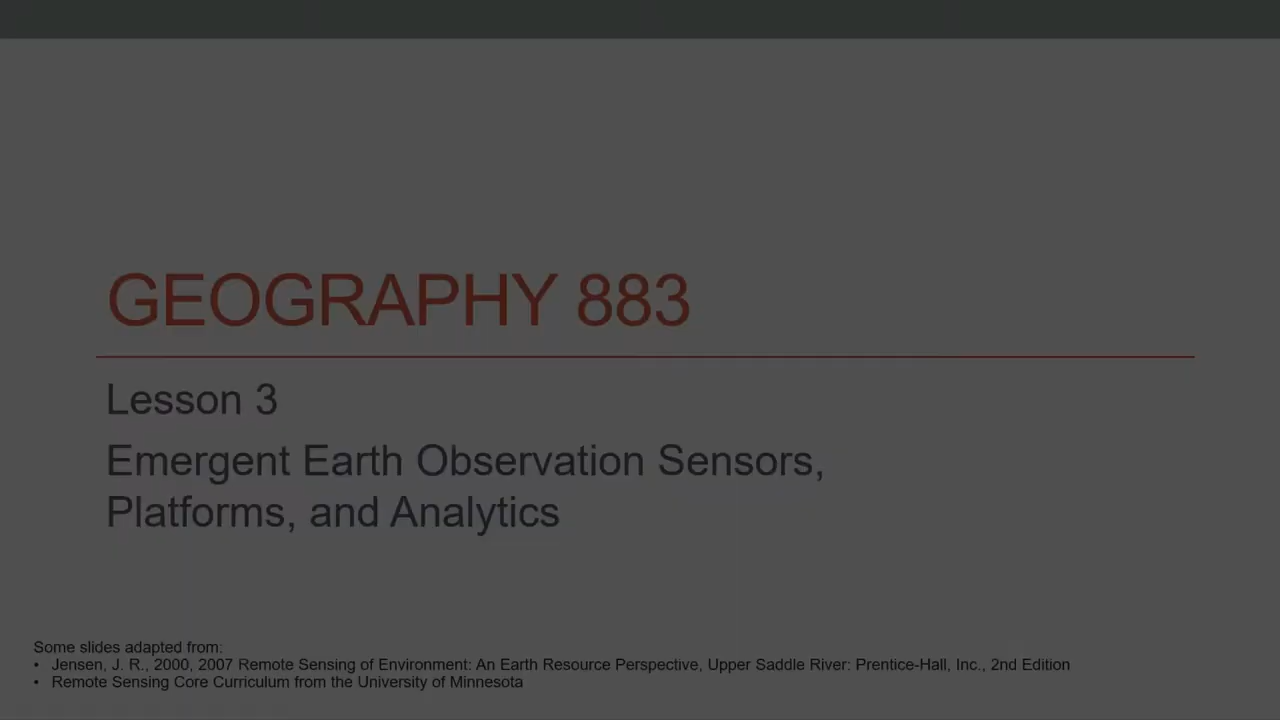 GEOGRAPHY 883
Lesson 3
Emergent Earth Observation Sensors,
Platforms, and Analytics
Some slides adapted from:
• Jensen, J. R., 2000, 2007 Remote Sensing of Environment: An Earth Resource Perspective, Upper Saddle River: Prentice-Hall, Inc., 2nd Edition
• Remote Sensing Core Curriculum from the University of Minnesota